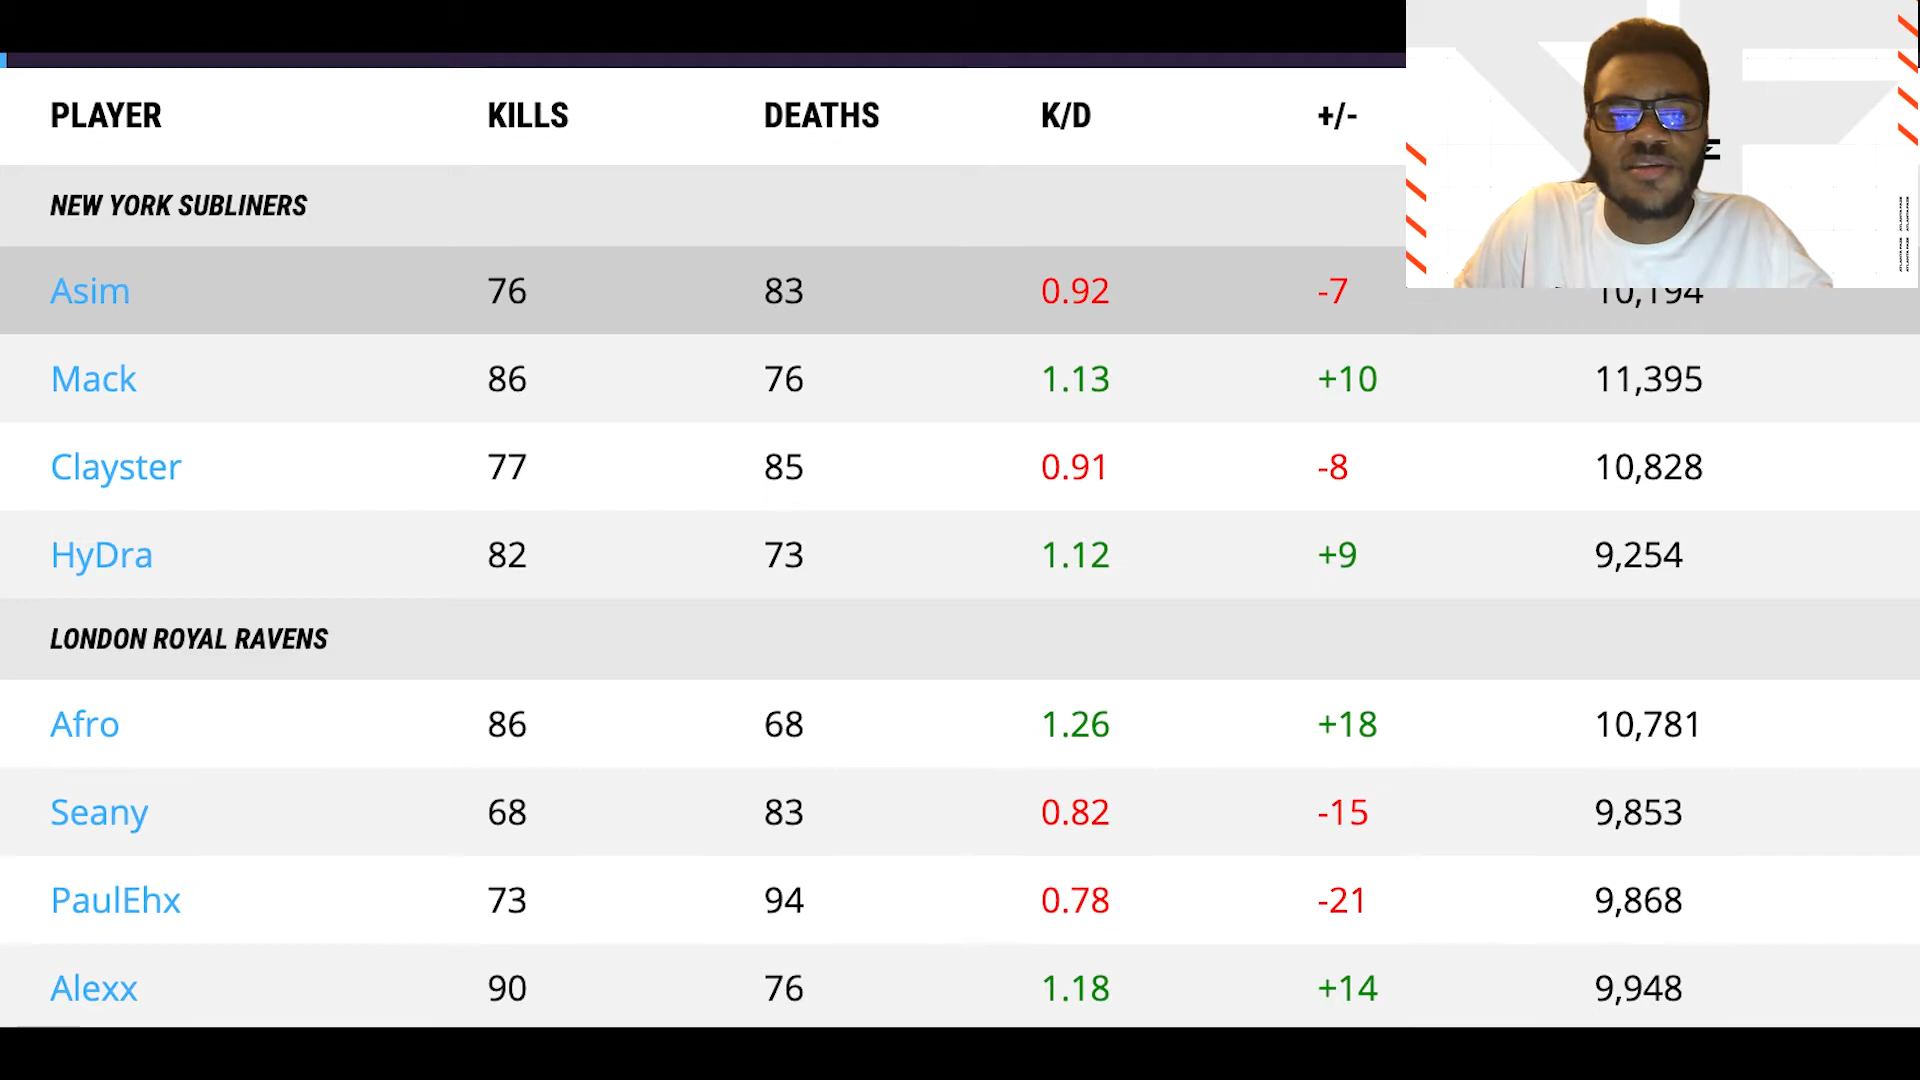 PLAYER KILLS DEATHS K/D +/-
NEW YORK SUBLINERS
Asim 76 83 0.92 -7 10,194
Mack 86 76 1.13 +10 11,395
Clayster 77 85 0.91 -8 10,828
HyDra 82 73 1.12 +9 9,254
LONDON ROYAL RAVENS
Afro 86 68 1.26 +18 10,781
Seany 68 83 0.82 -15 9,853
PaulEhx 73 94 0.78 -21 9,868
Alexx 90 76 1.18 +14 9,948